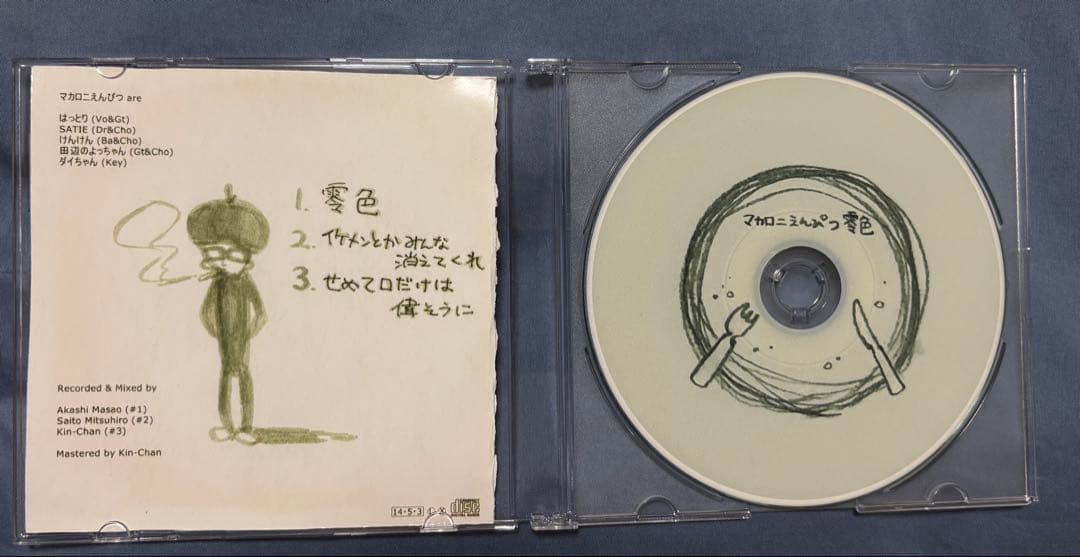 マカロニえんぴつ are
はっとり (Vo&Gt)
SATIE (Dr&Cho)
けんけん (Ba&Cho)
田辺のよっちゃん (Gt&Cho)
ダイちゃん (Key)
1. 零色
2. イケメンとかみんな
消えてくれ
3. せめて口だけは
偉そうに
Recorded & Mixed by
Akashi Masao (#1)
Saito Mitsuhiro (#2)
Kin-Chan (#3)
Mastered by Kin-Chan
14・5・3
マカロニえんぴつ 零色